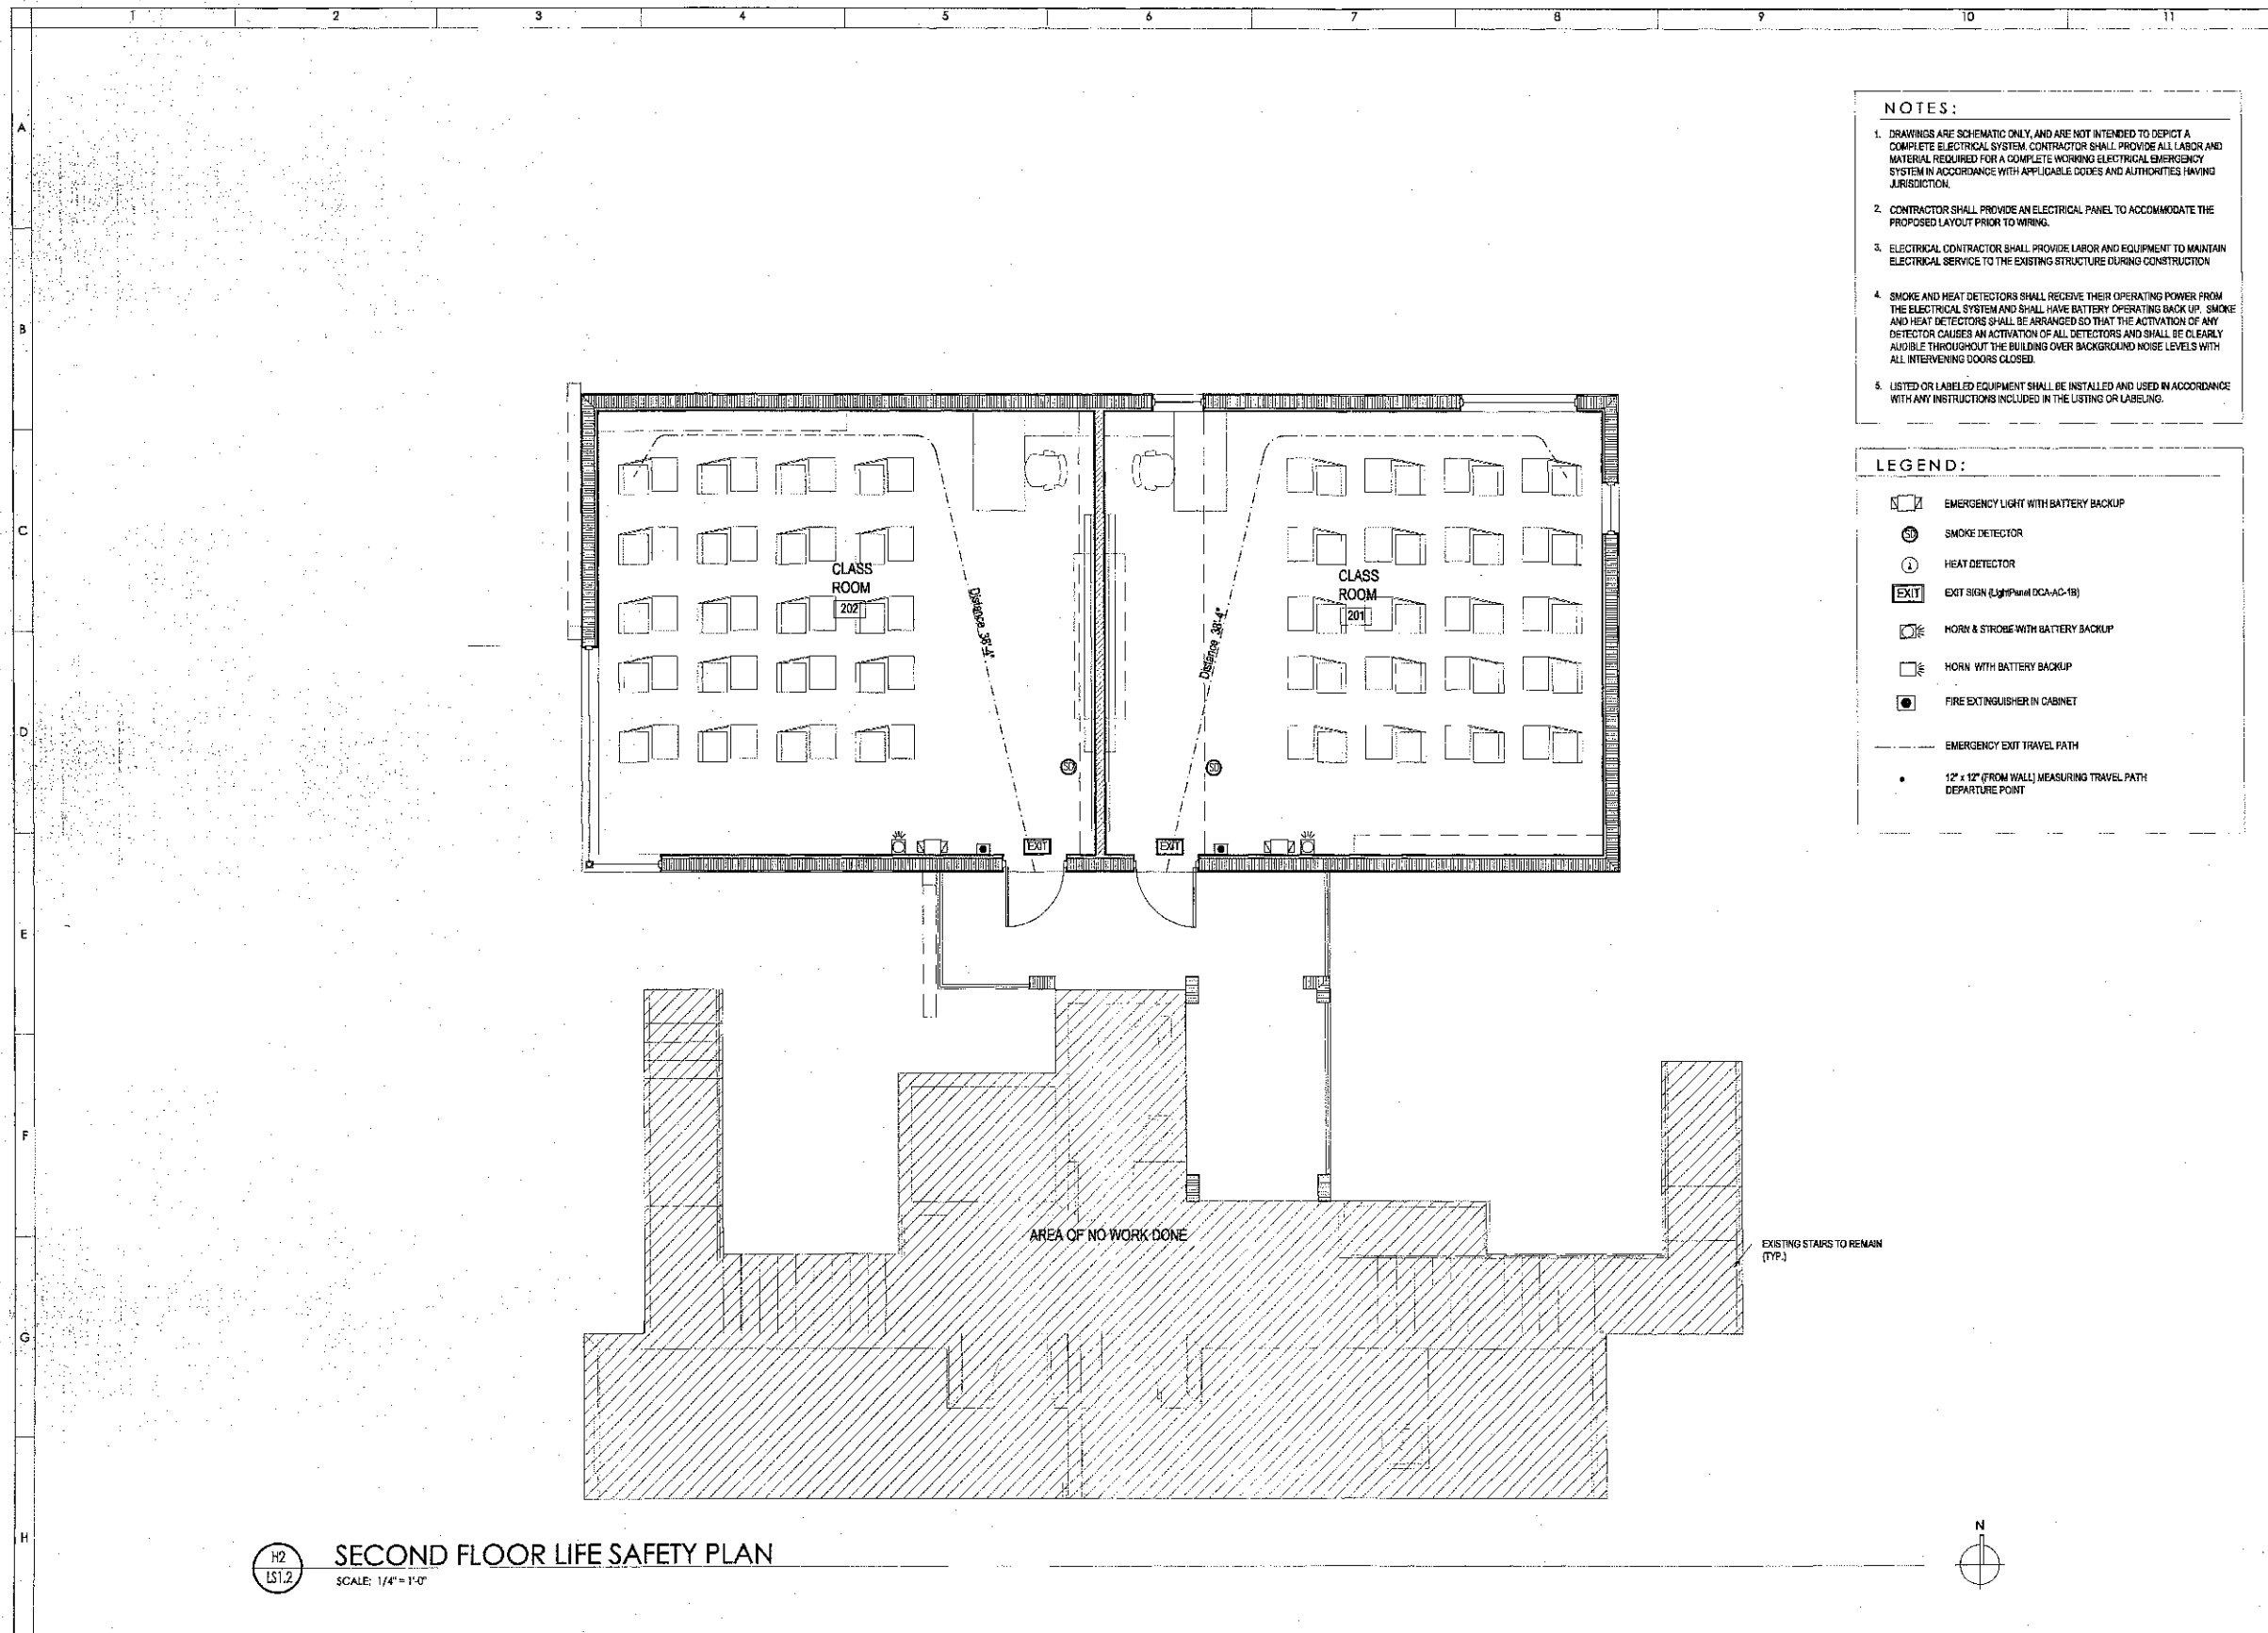 1 2 3 4 5 6 7 8 9 10 11
A
B
C
D
E
F
G
H
NOTES:
1. DRAWINGS ARE SCHEMATIC ONLY, AND ARE NOT INTENDED TO DEPICT A
COMPLETE ELECTRICAL SYSTEM. CONTRACTOR SHALL PROVIDE ALL LABOR AND
MATERIAL REQUIRED FOR A COMPLETE WORKING ELECTRICAL EMERGENCY
SYSTEM IN ACCORDANCE WITH APPLICABLE CODES AND AUTHORITIES HAVING
JURISDICTION.
2. CONTRACTOR SHALL PROVIDE AN ELECTRICAL PANEL TO ACCOMMODATE THE
PROPOSED LAYOUT PRIOR TO WIRING.
3. ELECTRICAL CONTRACTOR SHALL PROVIDE LABOR AND EQUIPMENT TO MAINTAIN
ELECTRICAL SERVICE TO THE EXISTING STRUCTURE DURING CONSTRUCTION
4. SMOKE AND HEAT DETECTORS SHALL RECEIVE THEIR OPERATING POWER FROM
THE ELECTRICAL SYSTEM AND SHALL HAVE BATTERY OPERATING BACK UP. SMOKE
AND HEAT DETECTORS SHALL BE ARRANGED SO THAT THE ACTIVATION OF ANY
DETECTOR CAUSES AN ACTIVATION OF ALL DETECTORS AND SHALL BE CLEARLY
AUDIBLE THROUGHOUT THE BUILDING OVER BACKGROUND NOISE LEVELS WITH
ALL INTERVENING DOORS CLOSED.
5. LISTED OR LABELED EQUIPMENT SHALL BE INSTALLED AND USED IN ACCORDANCE
WITH ANY INSTRUCTIONS INCLUDED IN THE LISTING OR LABELING.
LEGEND:
EMERGENCY LIGHT WITH BATTERY BACKUP
SD SMOKE DETECTOR
HEAT DETECTOR
EXIT EXIT SIGN (LightPanel DCA-AC-1B)
HORN & STROBE WITH BATTERY BACKUP
HORN WITH BATTERY BACKUP
FIRE EXTINGUISHER IN CABINET
EMERGENCY EXIT TRAVEL PATH
12" x 12" (FROM WALL) MEASURING TRAVEL PATH
DEPARTURE POINT
CLASS
ROOM
202
Distance 38'-4"
SD
EXIT
CLASS
ROOM
201
Distance 38'-4"
SD
EXIT
AREA OF NO WORK DONE
EXISTING STAIRS TO REMAIN
(TYP.)
H2
LS1.2
SECOND FLOOR LIFE SAFETY PLAN
SCALE: 1/4" = 1'-0"
N